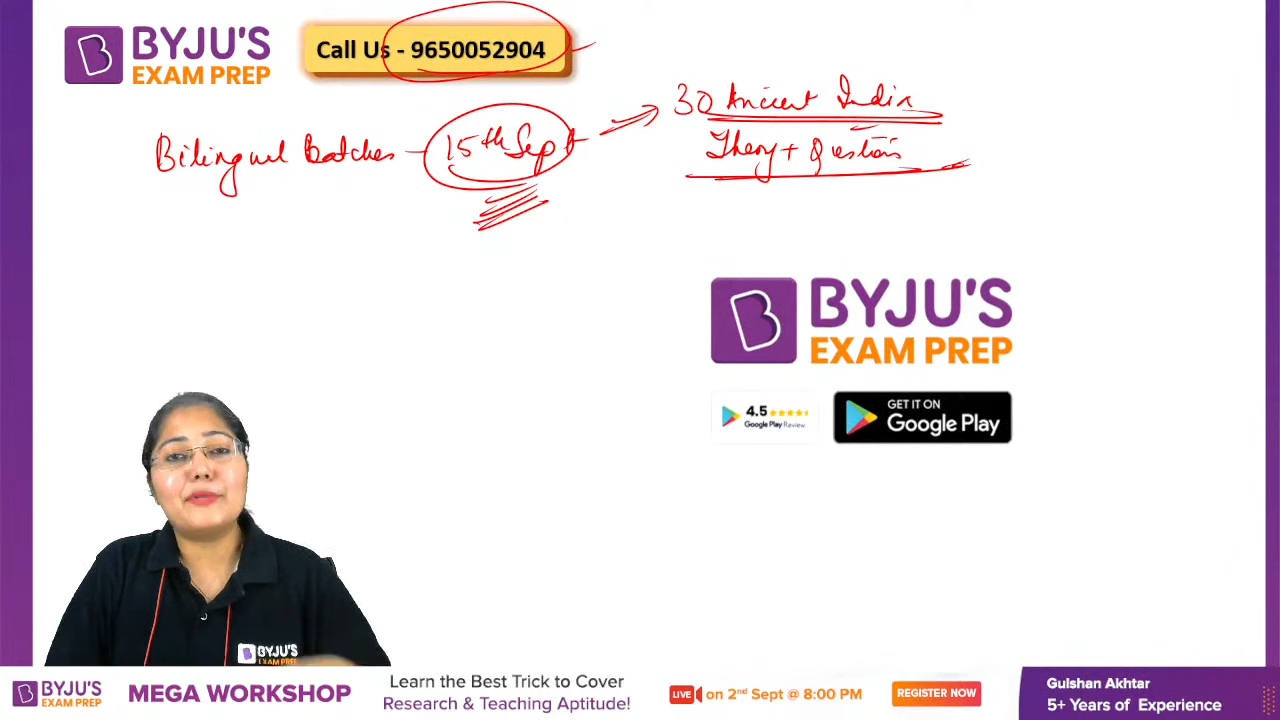 BYJU'S
EXAM PREP
Call Us - 9650052904
30 Ancient India
Bilingual Batches - 15th Sept
Theory + Questions
BYJU'S
EXAM PREP
4.5
Google Play Review
GET IT ON
Google Play
BYJU'S
EXAM PREP
BYJU'S
EXAM PREP
MEGA WORKSHOP
Learn the Best Trick to Cover
Research & Teaching Aptitude!
LIVE on 2nd Sept @ 8:00 PM
REGISTER NOW
Gulshan Akhtar
5+ Years of Experience